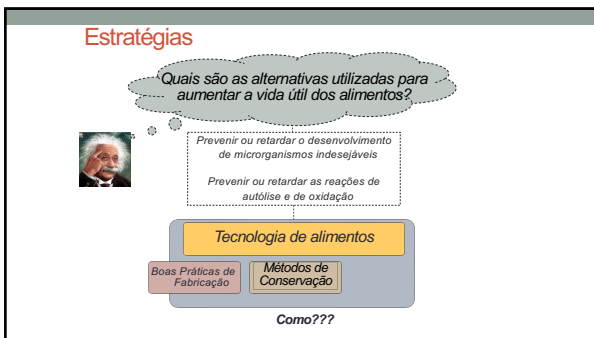 Estratégias
Quais são as alternativas utilizadas para
aumentar a vida útil dos alimentos?
Prevenir ou retardar o desenvolvimento
de microrganismos indesejáveis
Prevenir ou retardar as reações de
autólise e de oxidação
Tecnologia de alimentos
Boas Práticas de
Fabricação
Métodos de
Conservação
Como???